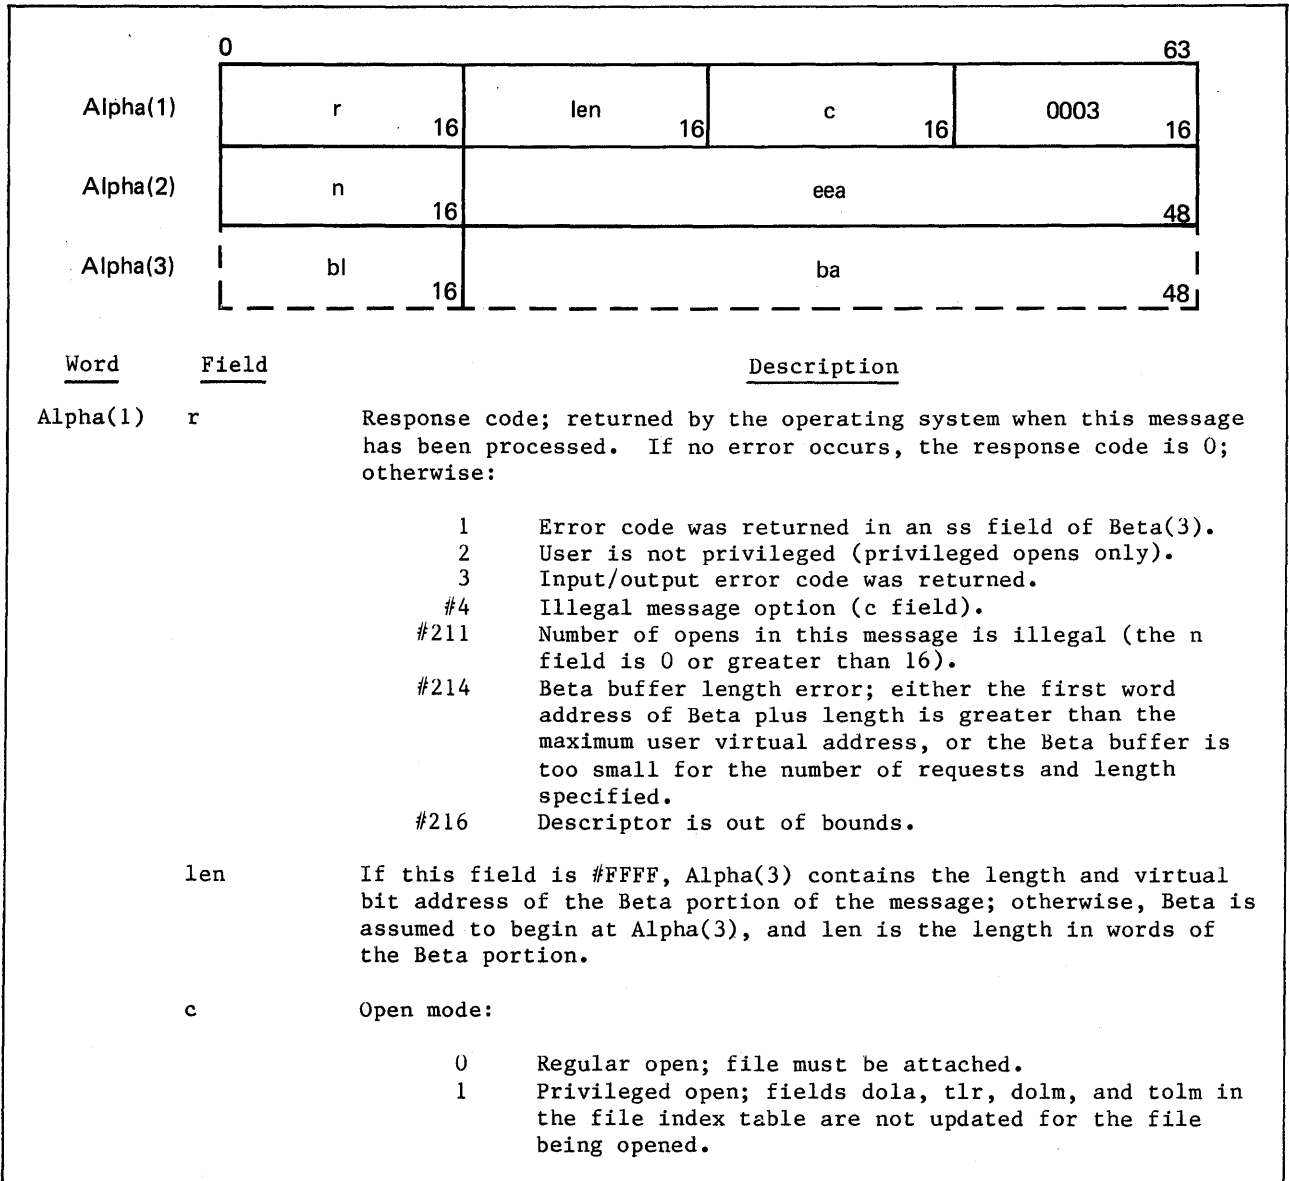 0 63
Alpha(1) r 16 len 16 c 16 0003 16
Alpha(2) n 16 eea 48
Alpha(3) bl 16 ba 48
Word Field Description
Alpha(1) r Response code; returned by the operating system when this message
has been processed. If no error occurs, the response code is 0;
otherwise:
1 Error code was returned in an ss field of Beta(3).
2 User is not privileged (privileged opens only).
3 Input/output error code was returned.
#4 Illegal message option (c field).
#211 Number of opens in this message is illegal (the n
field is 0 or greater than 16).
#214 Beta buffer length error; either the first word
address of Beta plus length is greater than the
maximum user virtual address, or the Beta buffer is
too small for the number of requests and length
specified.
#216 Descriptor is out of bounds.
len If this field is #FFFF, Alpha(3) contains the length and virtual
bit address of the Beta portion of the message; otherwise, Beta is
assumed to begin at Alpha(3), and len is the length in words of
the Beta portion.
c Open mode:
0 Regular open; file must be attached.
1 Privileged open; fields dola, tlr, dolm, and tolm in
the file index table are not updated for the file
being opened.